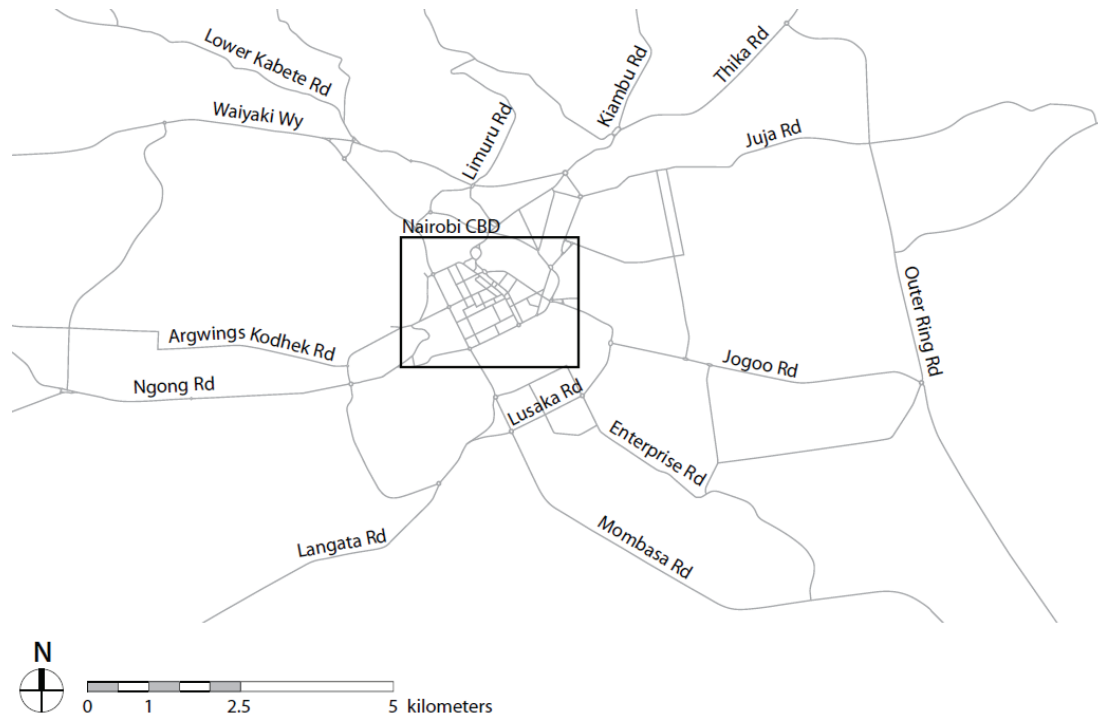 Lower Kabete Rd
Waiyaki Wy
Limuru Rd
Kiambu Rd
Thika Rd
Juja Rd
Nairobi CBD
Outer Ring Rd
Argwings Kodhek Rd
Ngong Rd
Jogoo Rd
Lusaka Rd
Enterprise Rd
Langata Rd
Mombasa Rd
N
0 1 2.5 5 kilometers